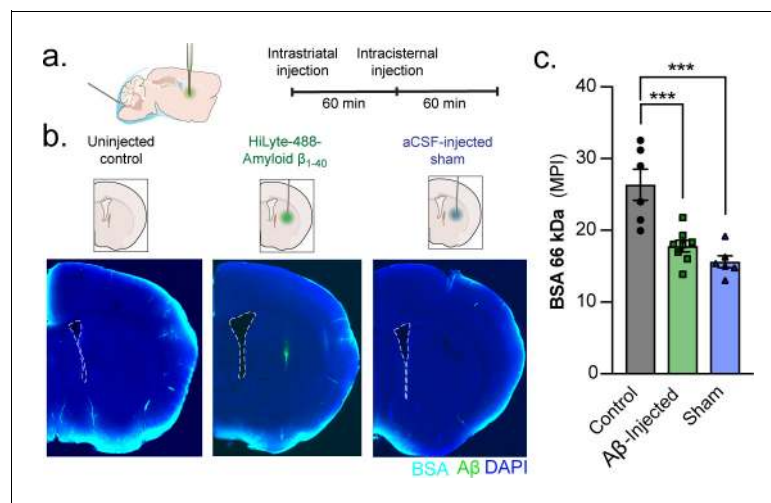 a.
Intrastriatal
injection
Intracisternal
injection
60 min
60 min
b.
Uninjected
control
HiLyte-488-
Amyloid β1-40
aCSF-injected
sham
BSA Aβ DAPI
c.
***
***
BSA 66 kDa (MPI)
40
30
20
10
0
Control
Aβ-Injected
Sham